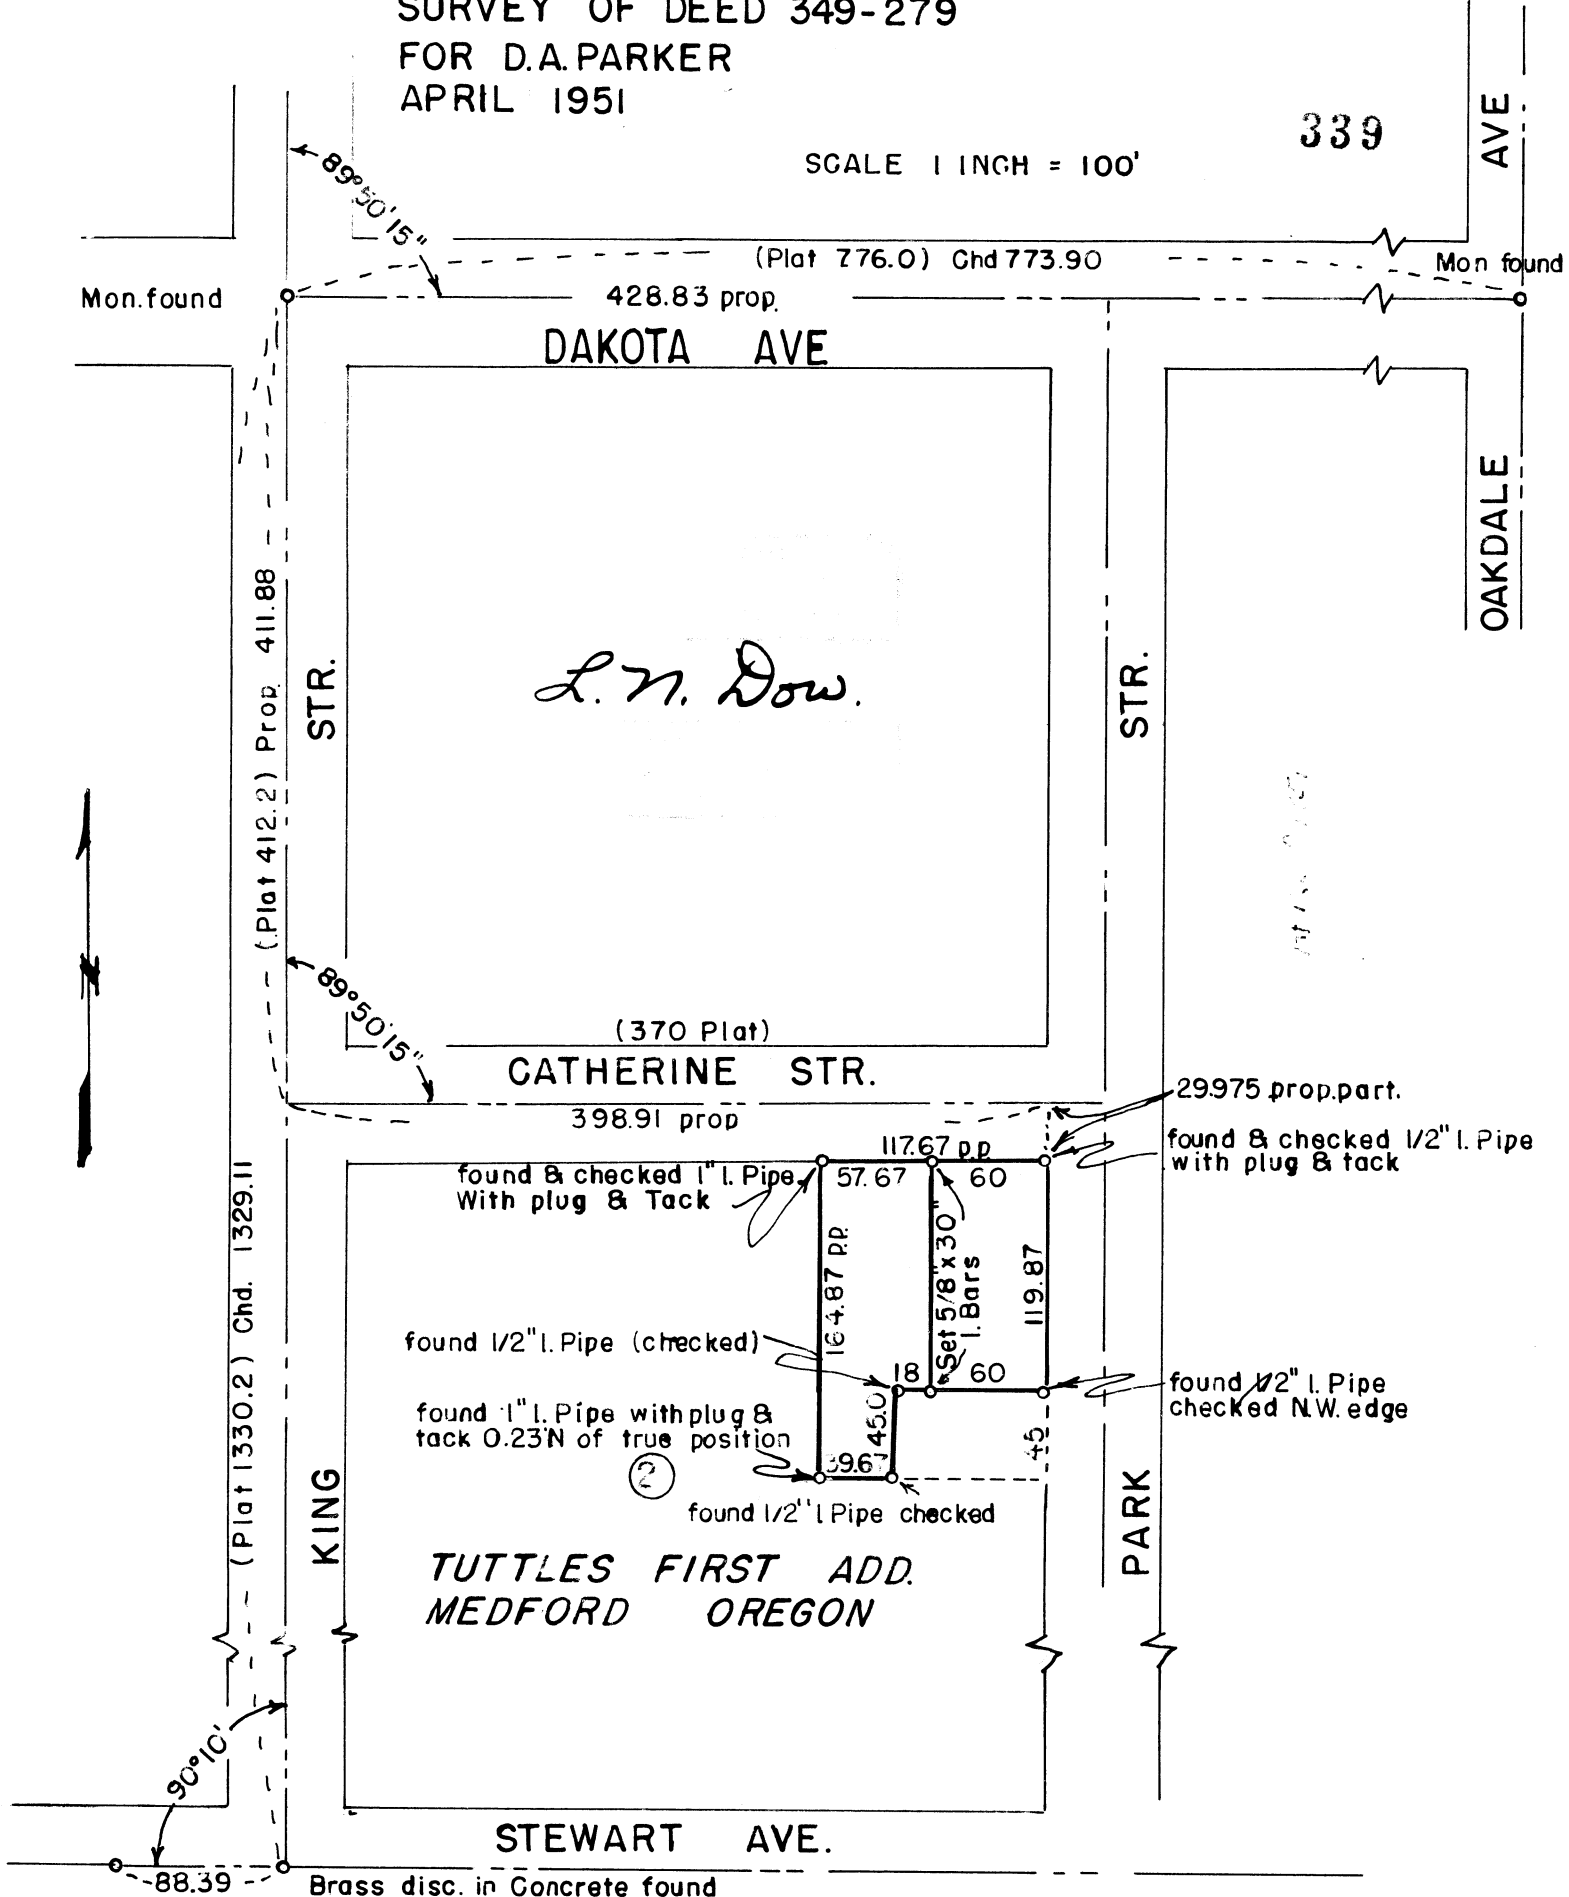 SURVEY OF DEED 349-279
FOR D.A. PARKER
APRIL 1951
339
SCALE 1 INCH = 100'
AVE
89°50'15"
(Plat 776.0) Chd 773.90
Mon found
Mon. found
428.83 prop.
DAKOTA AVE
OAKDALE
(Plat 412.2) Prop. 411.88
STR.
L. N. Dow.
STR.
N
89°50'15"
(370 Plat)
CATHERINE STR.
29.975 prop. part.
398.91 prop
117.67 p.p.
found & checked 1/2" I. Pipe
with plug & tack
found & checked 1" I. Pipe
With plug & Tack
57.67
60
(Plat 1330.2) Chd. 1329.11
164.87 p.p.
Set 5/8" x 30"
I. Bars
119.87
found 1/2" I. Pipe (checked)
18
60
found 1/2" I. Pipe
checked N.W. edge
found 1" I. Pipe with plug &
tack 0.23'N of true position
45.0
45
2
39.67
found 1/2" I Pipe checked
KING
PARK
TUTTLES FIRST ADD.
MEDFORD OREGON
90°10'
STEWART AVE.
88.39
Brass disc. in Concrete found